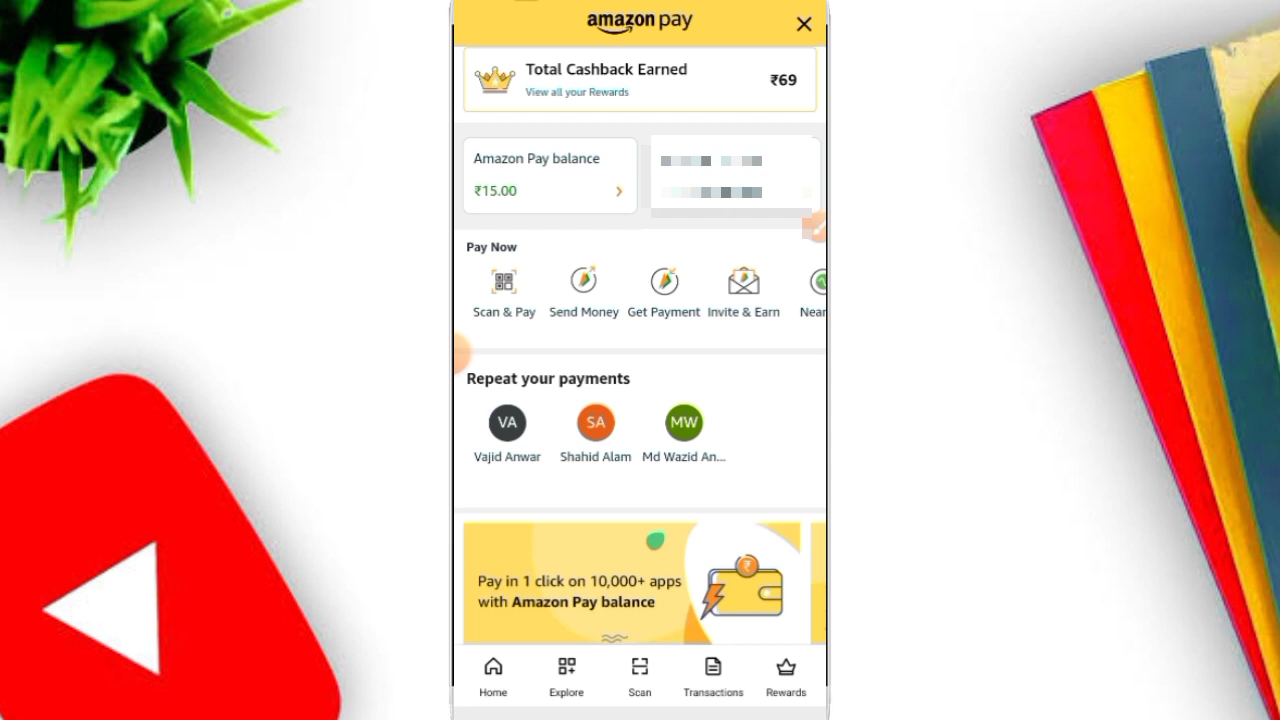 amazon pay
Total Cashback Earned
₹69
View all your Rewards
Amazon Pay balance
₹15.00
Pay Now
Scan & Pay
Send Money
Get Payment
Invite & Earn
Near
Repeat your payments
VA
SA
MW
Vajid Anwar
Shahid Alam
Md Wazid An...
Pay in 1 click on 10,000+ apps
with Amazon Pay balance
Home
Explore
Scan
Transactions
Rewards